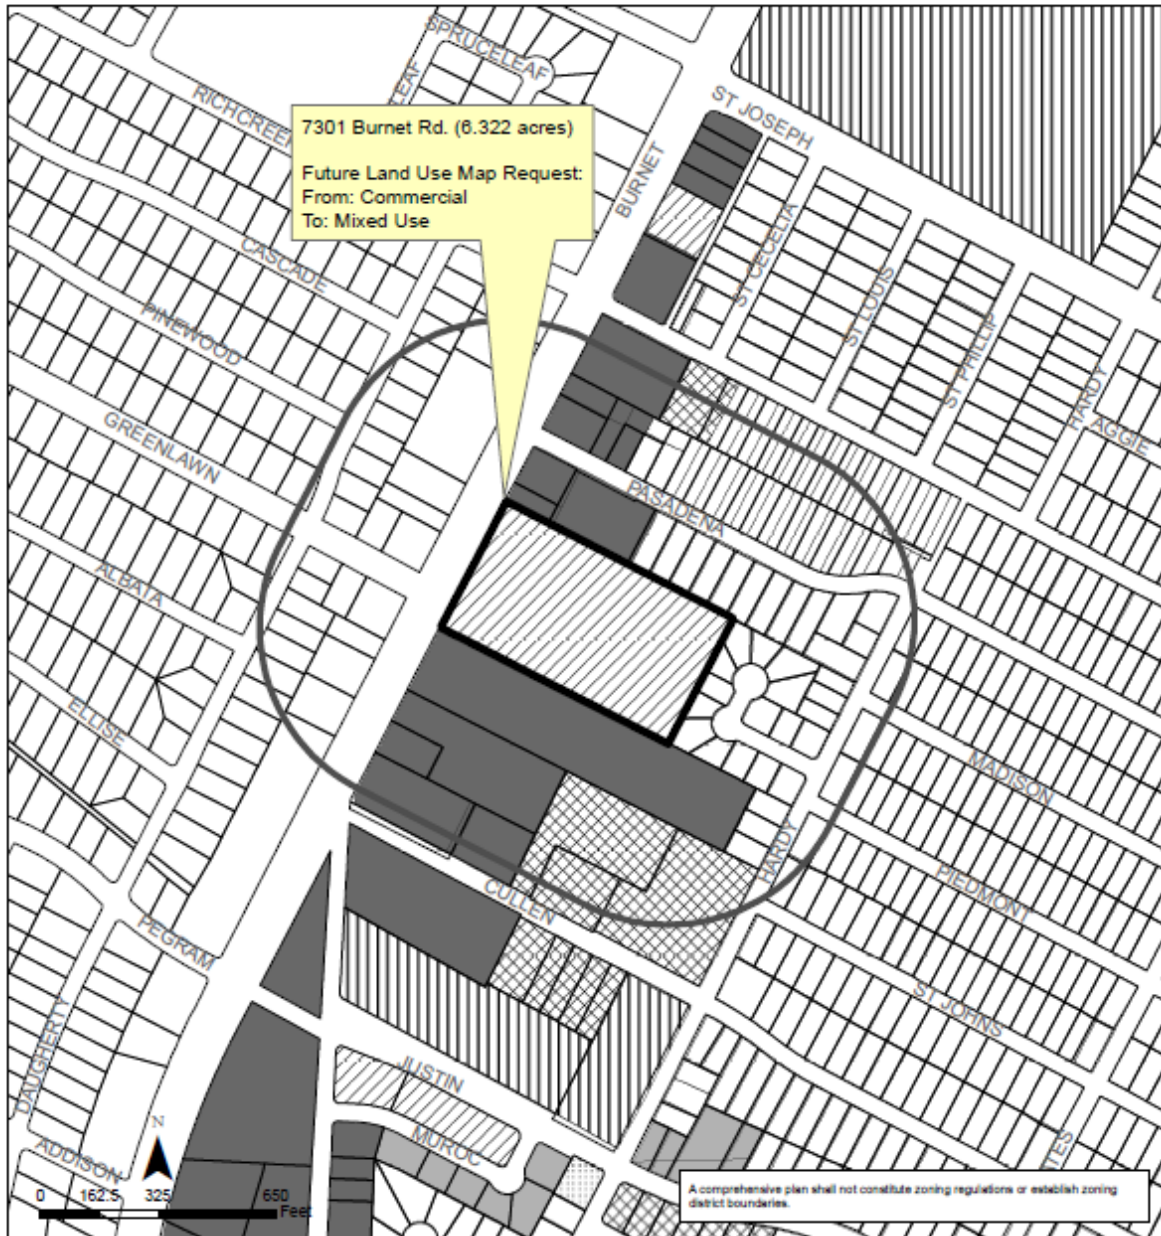 SPRUCELEAF
LEAF
RICHCREE
7301 Burnet Rd. (6.322 acres)
Future Land Use Map Request:
From: Commercial
To: Mixed Use
BURNET
ST JOSEPH
CASCADE
ST CECELIA
PINEWOOD
ST LOUIS
ST PHILLIP
HARDY
AGGIE
GREENLAWN
PASADENA
ALBATA
ELLISE
MADISON
HARDY
PIEDMONT
CULLEN
PEGRAM
ST JOHNS
DAUGHERTY
JUSTIN
MUROC
ADDISON
N
0 162.5 325 650
Feet
ATES
A comprehensive plan shall not constitute zoning regulations or establish zoning
district boundaries.